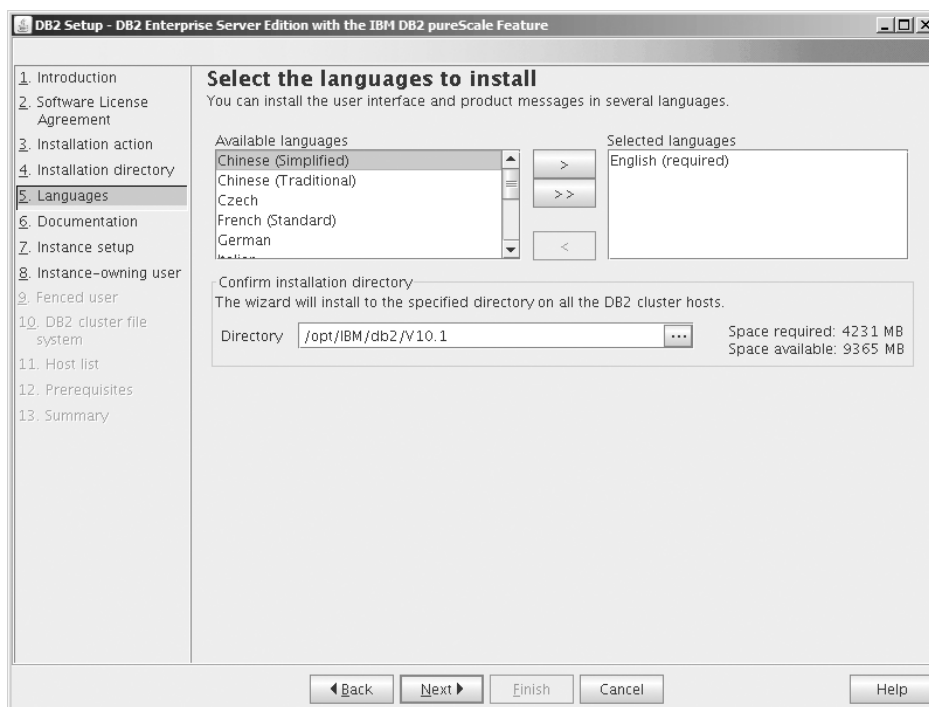 DB2 Setup - DB2 Enterprise Server Edition with the IBM DB2 pureScale Feature
1. Introduction
2. Software License
Agreement
3. Installation action
4. Installation directory
5. Languages
6. Documentation
7. Instance setup
8. Instance-owning user
9. Fenced user
10. DB2 cluster file
system
11. Host list
12. Prerequisites
13. Summary
Select the languages to install
You can install the user interface and product messages in several languages.
Available languages
Chinese (Simplified)
Chinese (Traditional)
Czech
French (Standard)
German
Italian
>
>>
<
Selected languages
English (required)
Confirm installation directory
The wizard will install to the specified directory on all the DB2 cluster hosts.
Directory /opt/IBM/db2/V10.1 ...
Space required: 4231 MB
Space available: 9365 MB
Back Next Finish Cancel Help